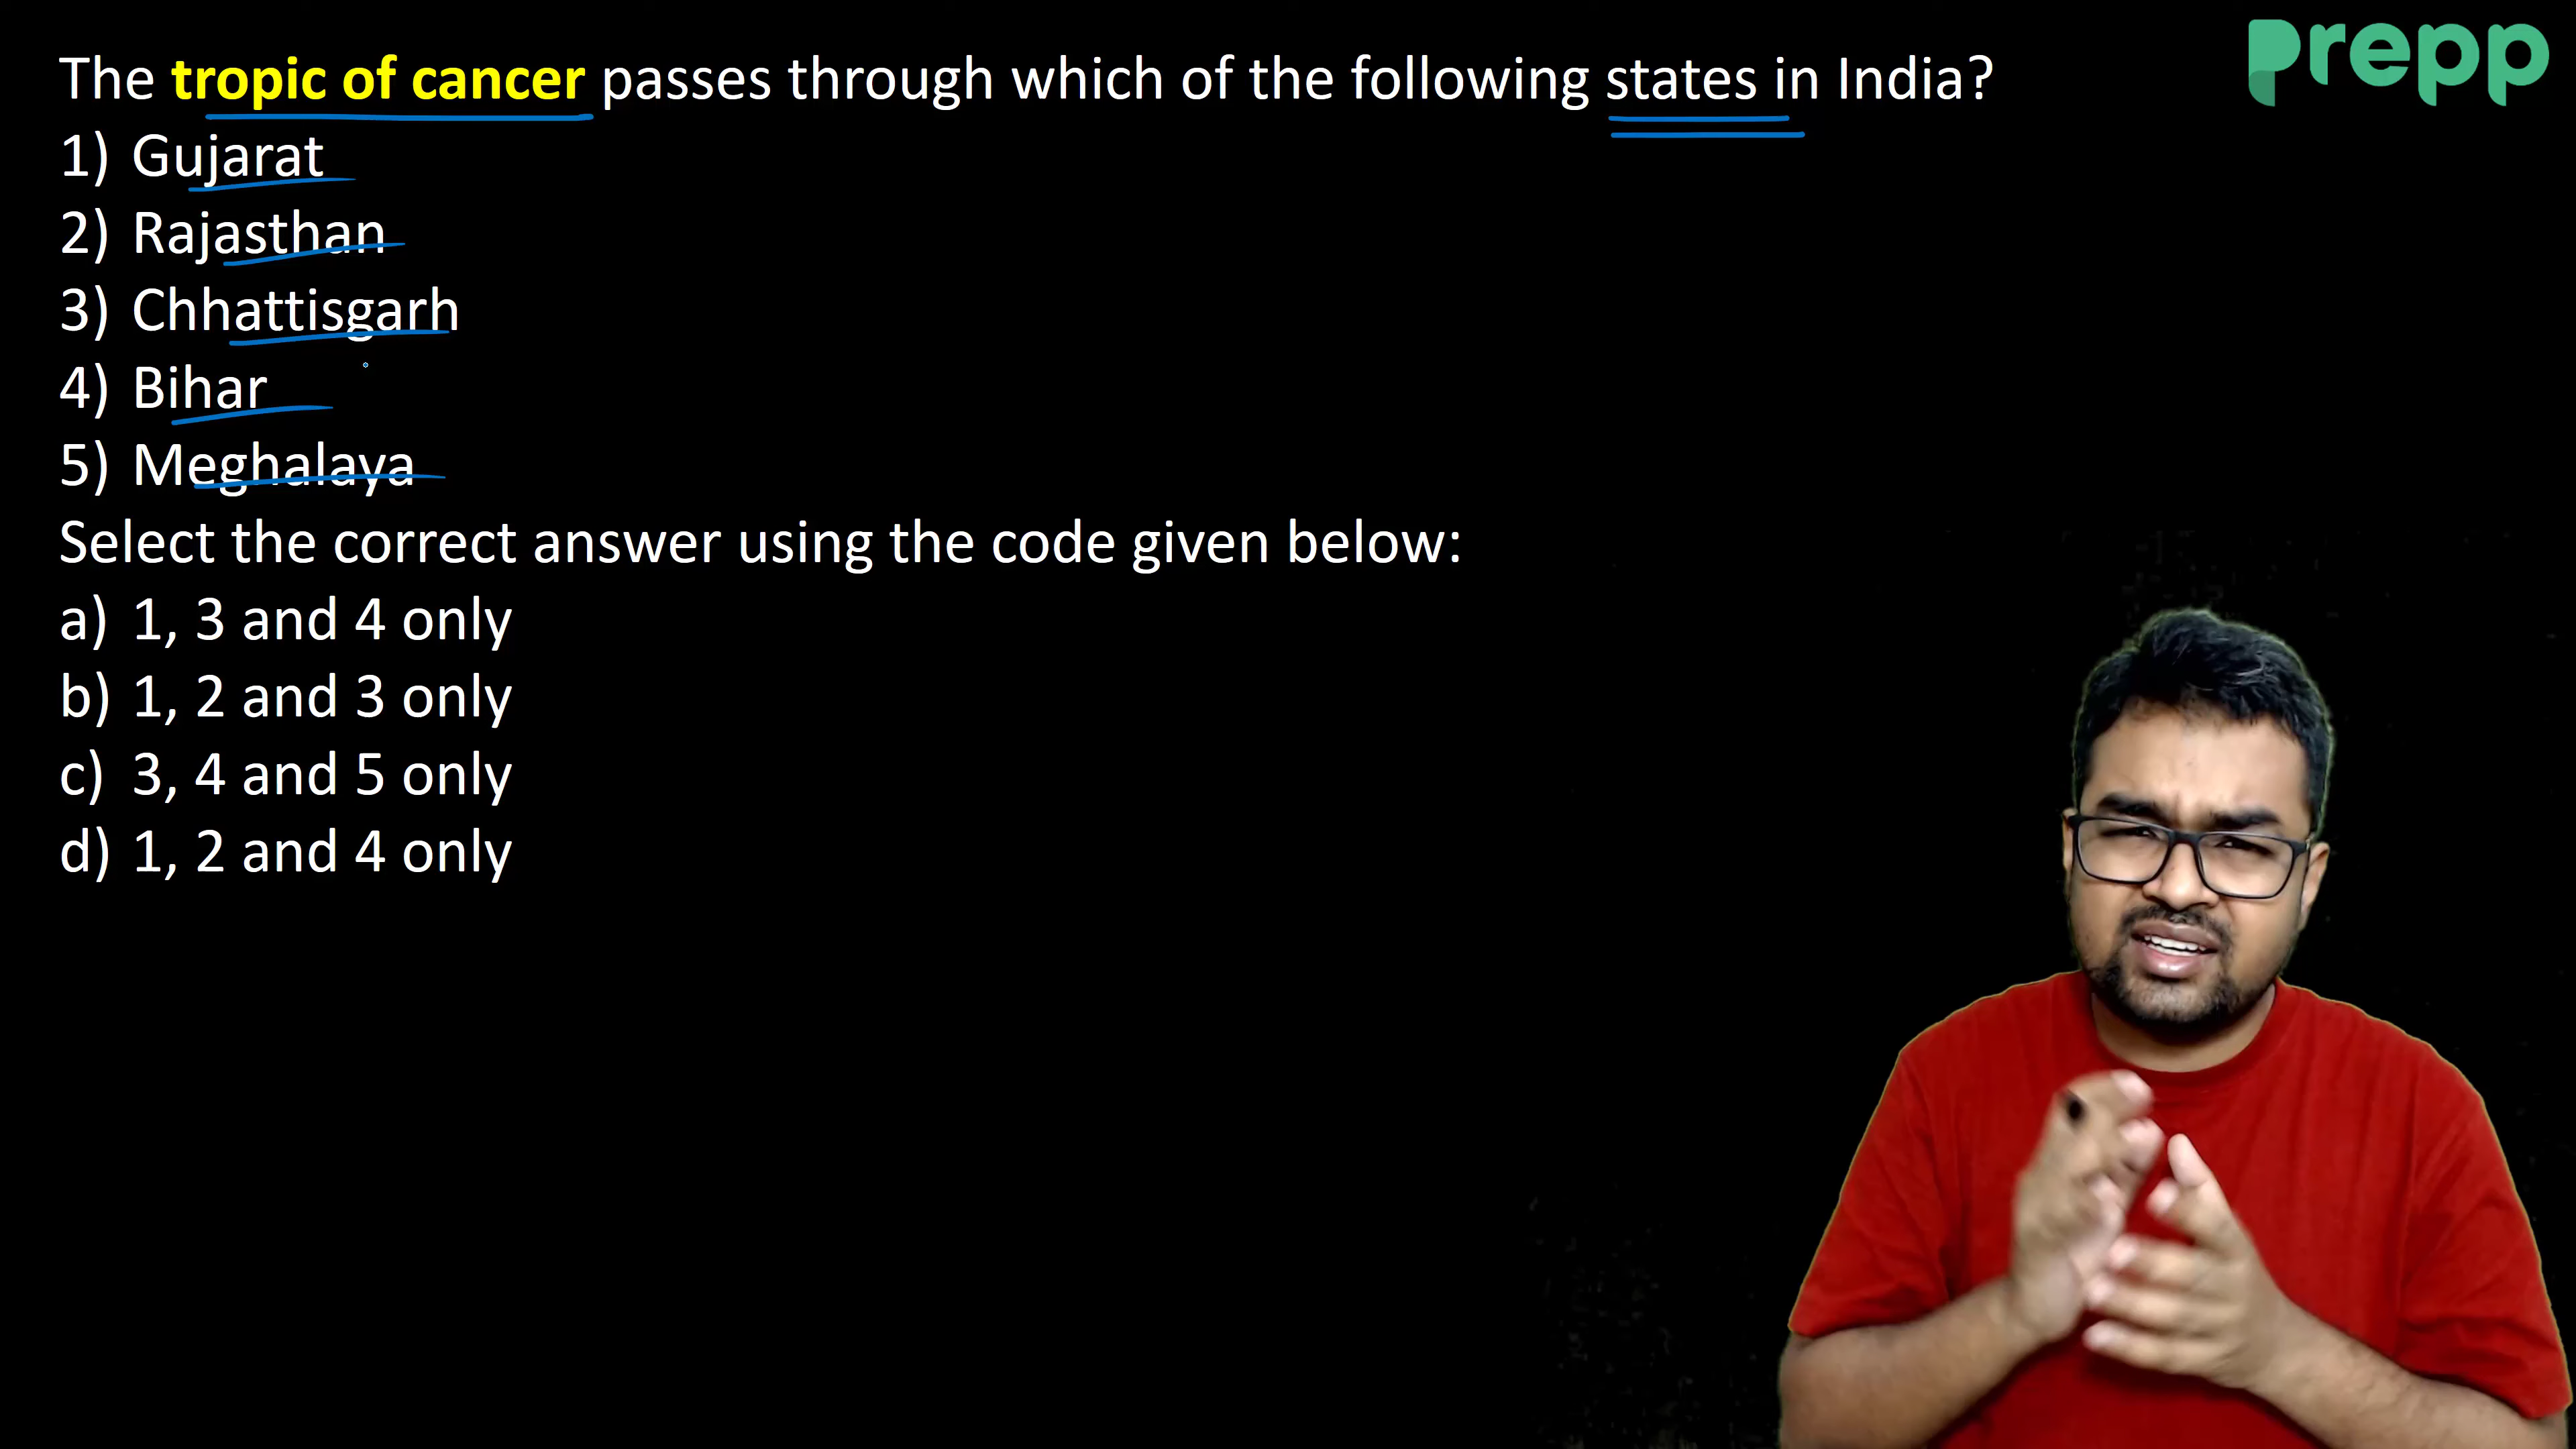 The tropic of cancer passes through which of the following states in India?
prepp
1) Gujarat
2) Rajasthan
3) Chhattisgarh
4) Bihar
5) Meghalaya
Select the correct answer using the code given below:
a) 1, 3 and 4 only
b) 1, 2 and 3 only
c) 3, 4 and 5 only
d) 1, 2 and 4 only